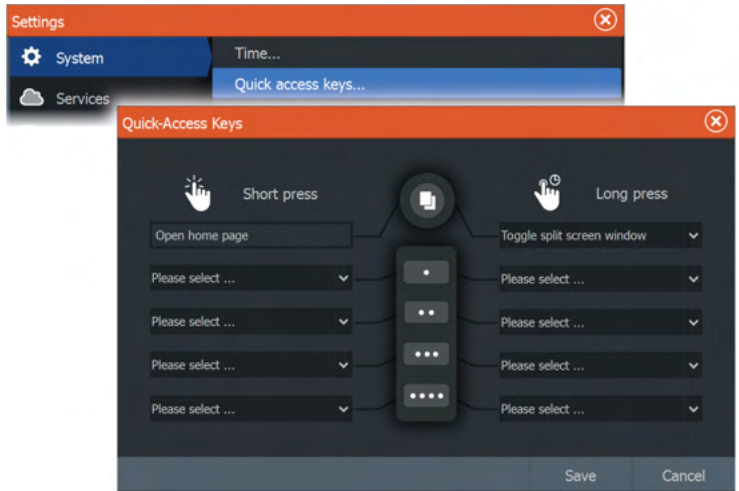 Settings
System
Time...
Quick access keys...
Services
Quick-Access Keys
Short press
Long press
Open home page
Toggle split screen window
Please select ...
Please select ...
Please select ...
Please select ...
Please select ...
Please select ...
Please select ...
Please select ...
Save
Cancel